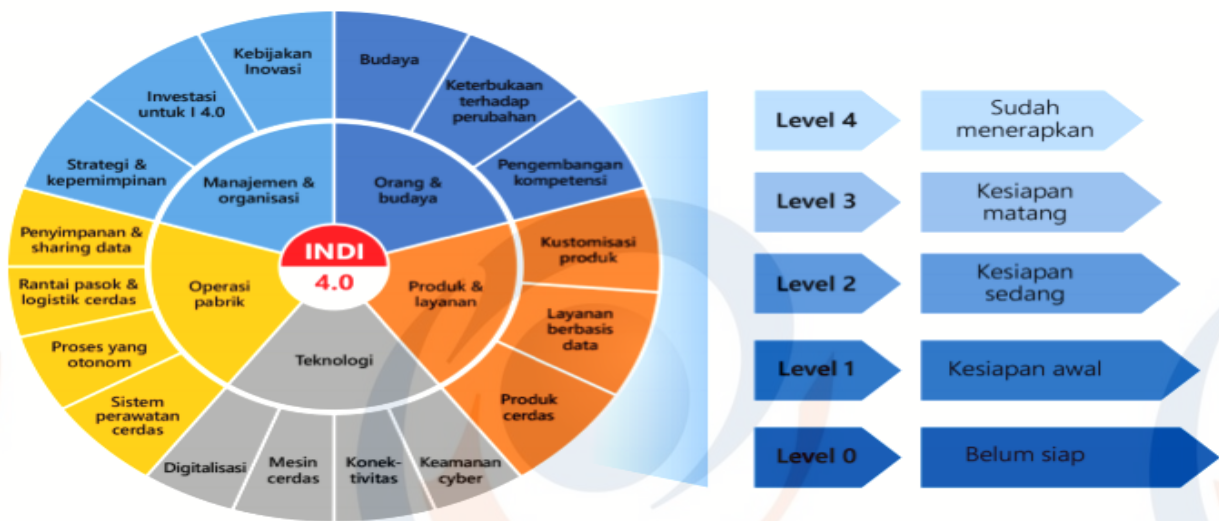 Kebijakan
Inovasi
Budaya
Investasi
untuk I 4.0
Keterbukaan
terhadap
perubahan
Strategi &
kepemimpinan
Manajemen &
organisasi
Orang &
budaya
Pengembangan
kompetensi
Penyimpanan &
sharing data
INDI
4.0
Kustomisasi
produk
Rantai pasok &
logistik cerdas
Operasi
pabrik
Produk &
layanan
Layanan
berbasis
data
Proses yang
otonom
Teknologi
Sistem
perawatan
cerdas
Produk
cerdas
Digitalisasi
Mesin
cerdas
Konek-
tivitas
Keamanan
cyber
Level 4
Sudah
menerapkan
Level 3
Kesiapan
matang
Level 2
Kesiapan
sedang
Level 1
Kesiapan awal
Level 0
Belum siap